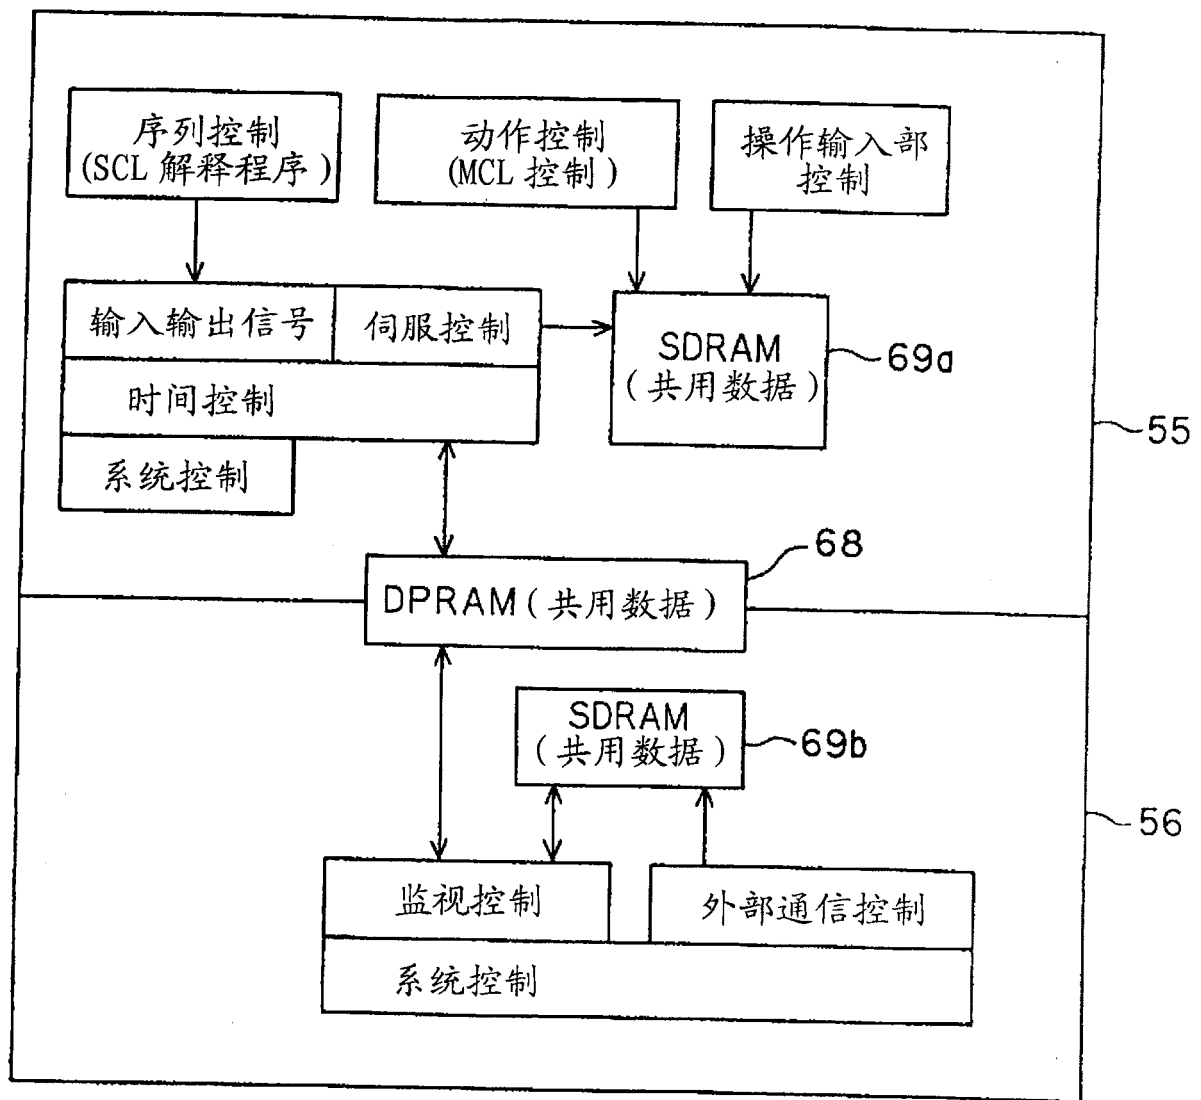 序列控制
(SCL 解释程序)
动作控制
(MCL 控制)
操作输入部
控制
输入输出信号
伺服控制
时间控制
系统控制
SDRAM
(共用数据)
69a
55
DPRAM(共用数据)
68
SDRAM
(共用数据)
69b
56
监视控制
外部通信控制
系统控制